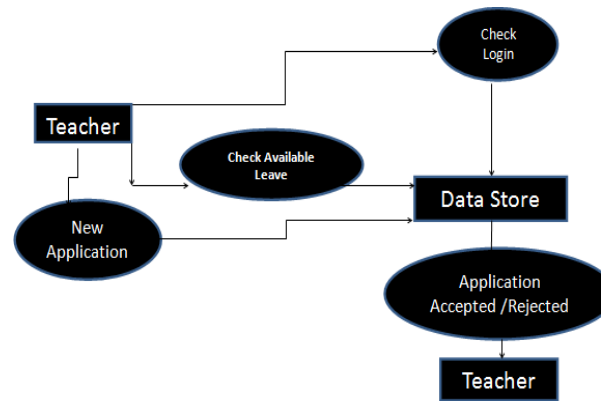 Check
Login
Teacher
Check Available
Leave
New
Application
Data Store
Application
Accepted /Rejected
Teacher